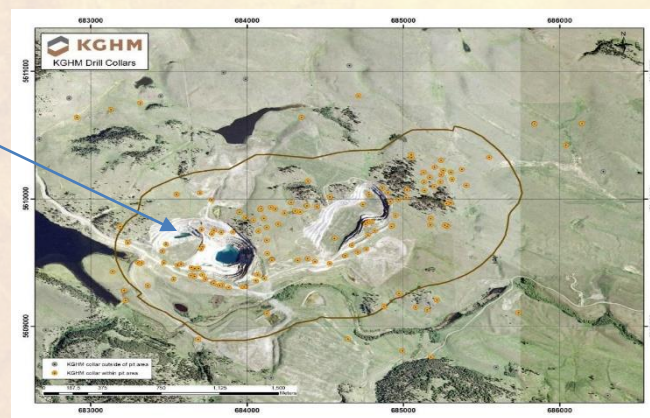 683000 684000 685000 686000
KGHM
KGHM Drill Collars
N
5611000
5610000
5609000
KGHM collar outside of pit area
KGHM collar within pit area
0 187.5 375 750 1,125 1,500
Meters
683000 684000 685000 686000